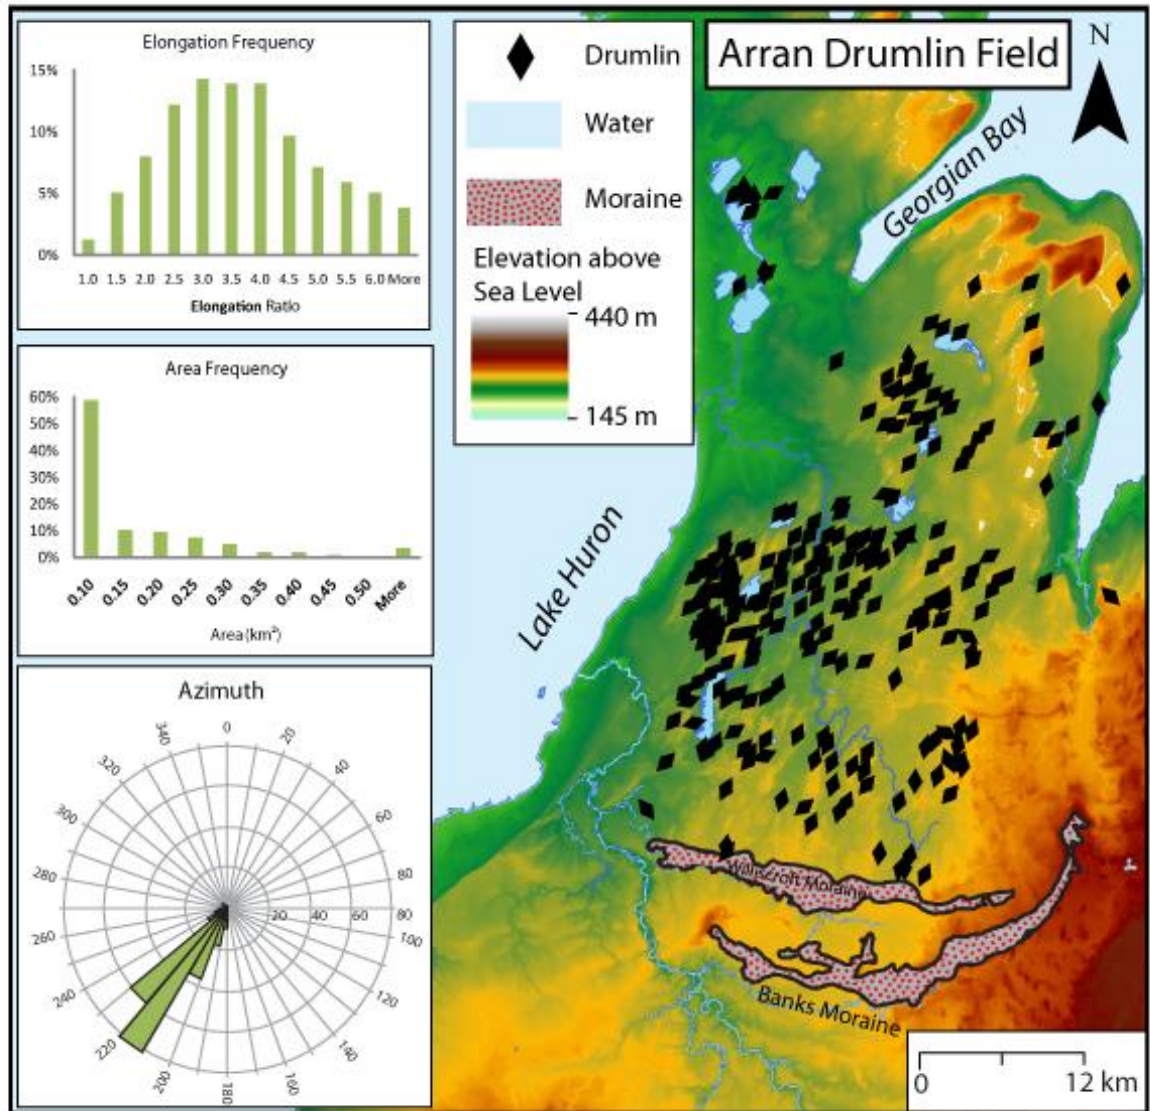 Elongation Frequency
15%
10%
5%
0%
1.0 1.5 2.0 2.5 3.0 3.5 4.0 4.5 5.0 5.5 6.0 More
Elongation Ratio
Area Frequency
60%
50%
40%
30%
20%
10%
0%
0.10 0.15 0.20 0.25 0.30 0.35 0.40 0.45 0.50 More
Area (km²)
Azimuth
0
20
40
60
80
100
120
140
160
180
200
220
240
260
280
300
320
340
20 40 60 80
Drumlin
Water
Moraine
Elevation above
Sea Level
440 m
145 m
Arran Drumlin Field
N
Georgian Bay
Lake Huron
Williscroft Moraine
Banks Moraine
0 12 km